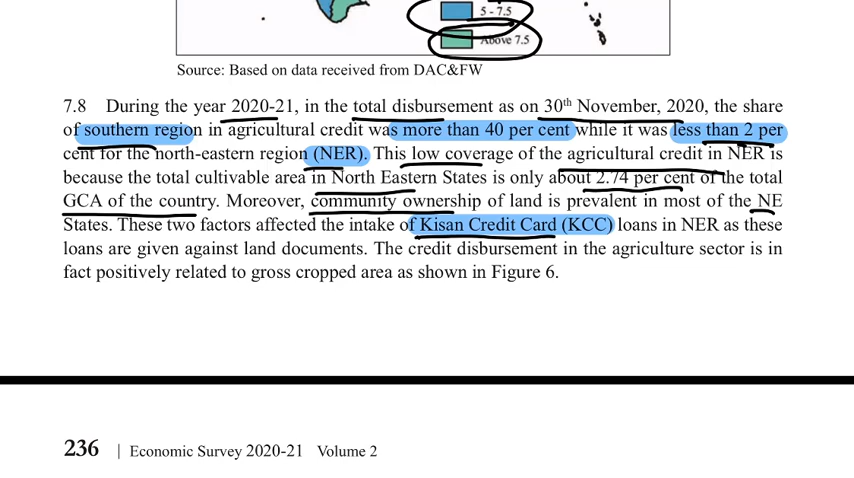 5 - 7.5
Above 7.5
Source: Based on data received from DAC&FW
7.8 During the year 2020-21, in the total disbursement as on 30th November, 2020, the share
of southern region in agricultural credit was more than 40 per cent while it was less than 2 per
cent for the north-eastern region (NER). This low coverage of the agricultural credit in NER is
because the total cultivable area in North Eastern States is only about 2.74 per cent of the total
GCA of the country. Moreover, community ownership of land is prevalent in most of the NE
States. These two factors affected the intake of Kisan Credit Card (KCC) loans in NER as these
loans are given against land documents. The credit disbursement in the agriculture sector is in
fact positively related to gross cropped area as shown in Figure 6.
236 | Economic Survey 2020-21 Volume 2